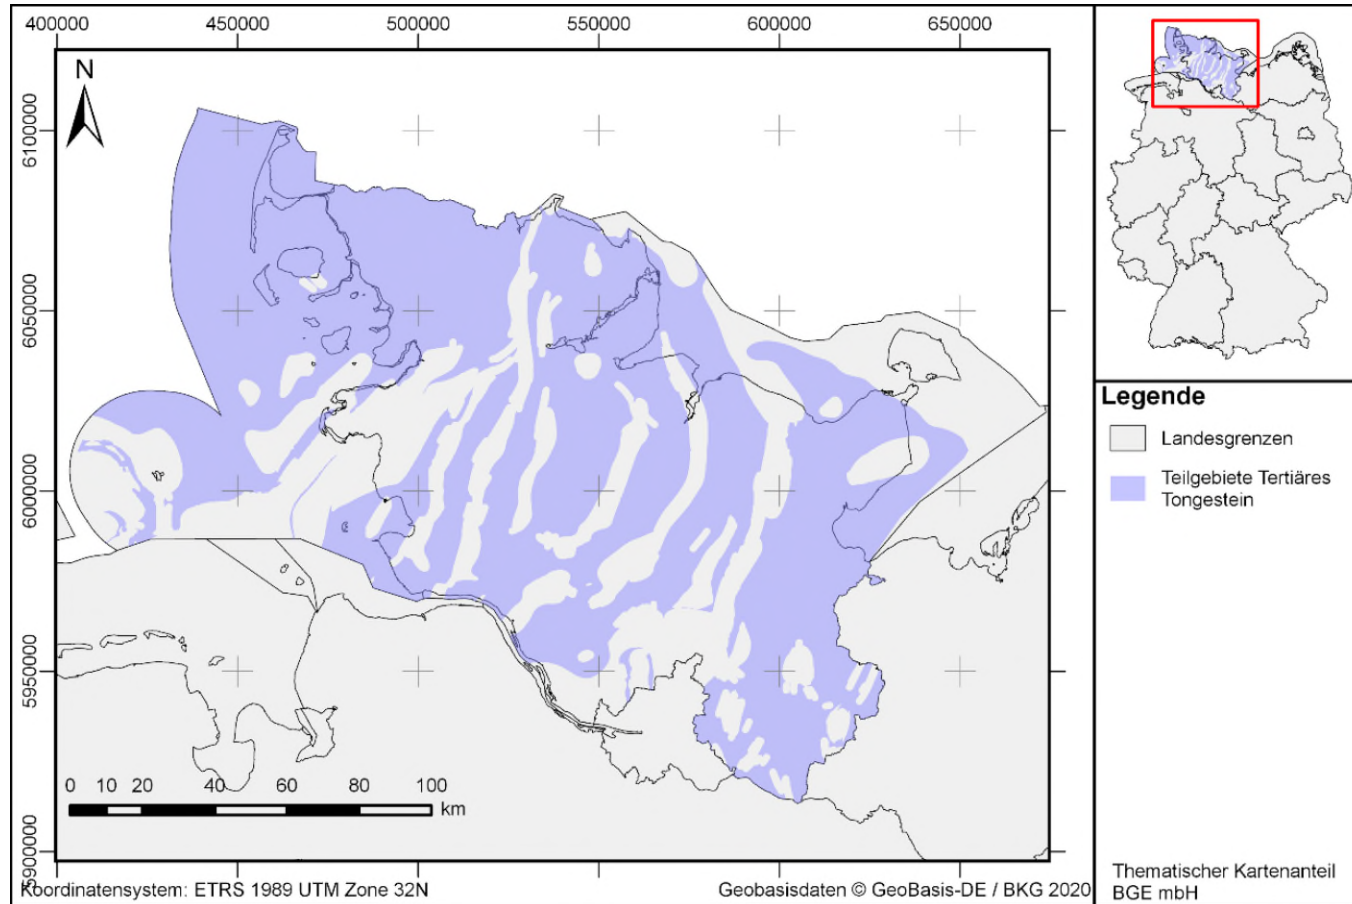 400000 450000 500000 550000 600000 650000
N
6100000
6050000
6000000
5950000
5900000
0 10 20 40 60 80 100
km
Koordinatensystem: ETRS 1989 UTM Zone 32N
Geobasisdaten © GeoBasis-DE / BKG 2020
Legende
Landesgrenzen
Teilgebiete Tertiäres
Tongestein
Thematischer Kartenanteil
BGE mbH